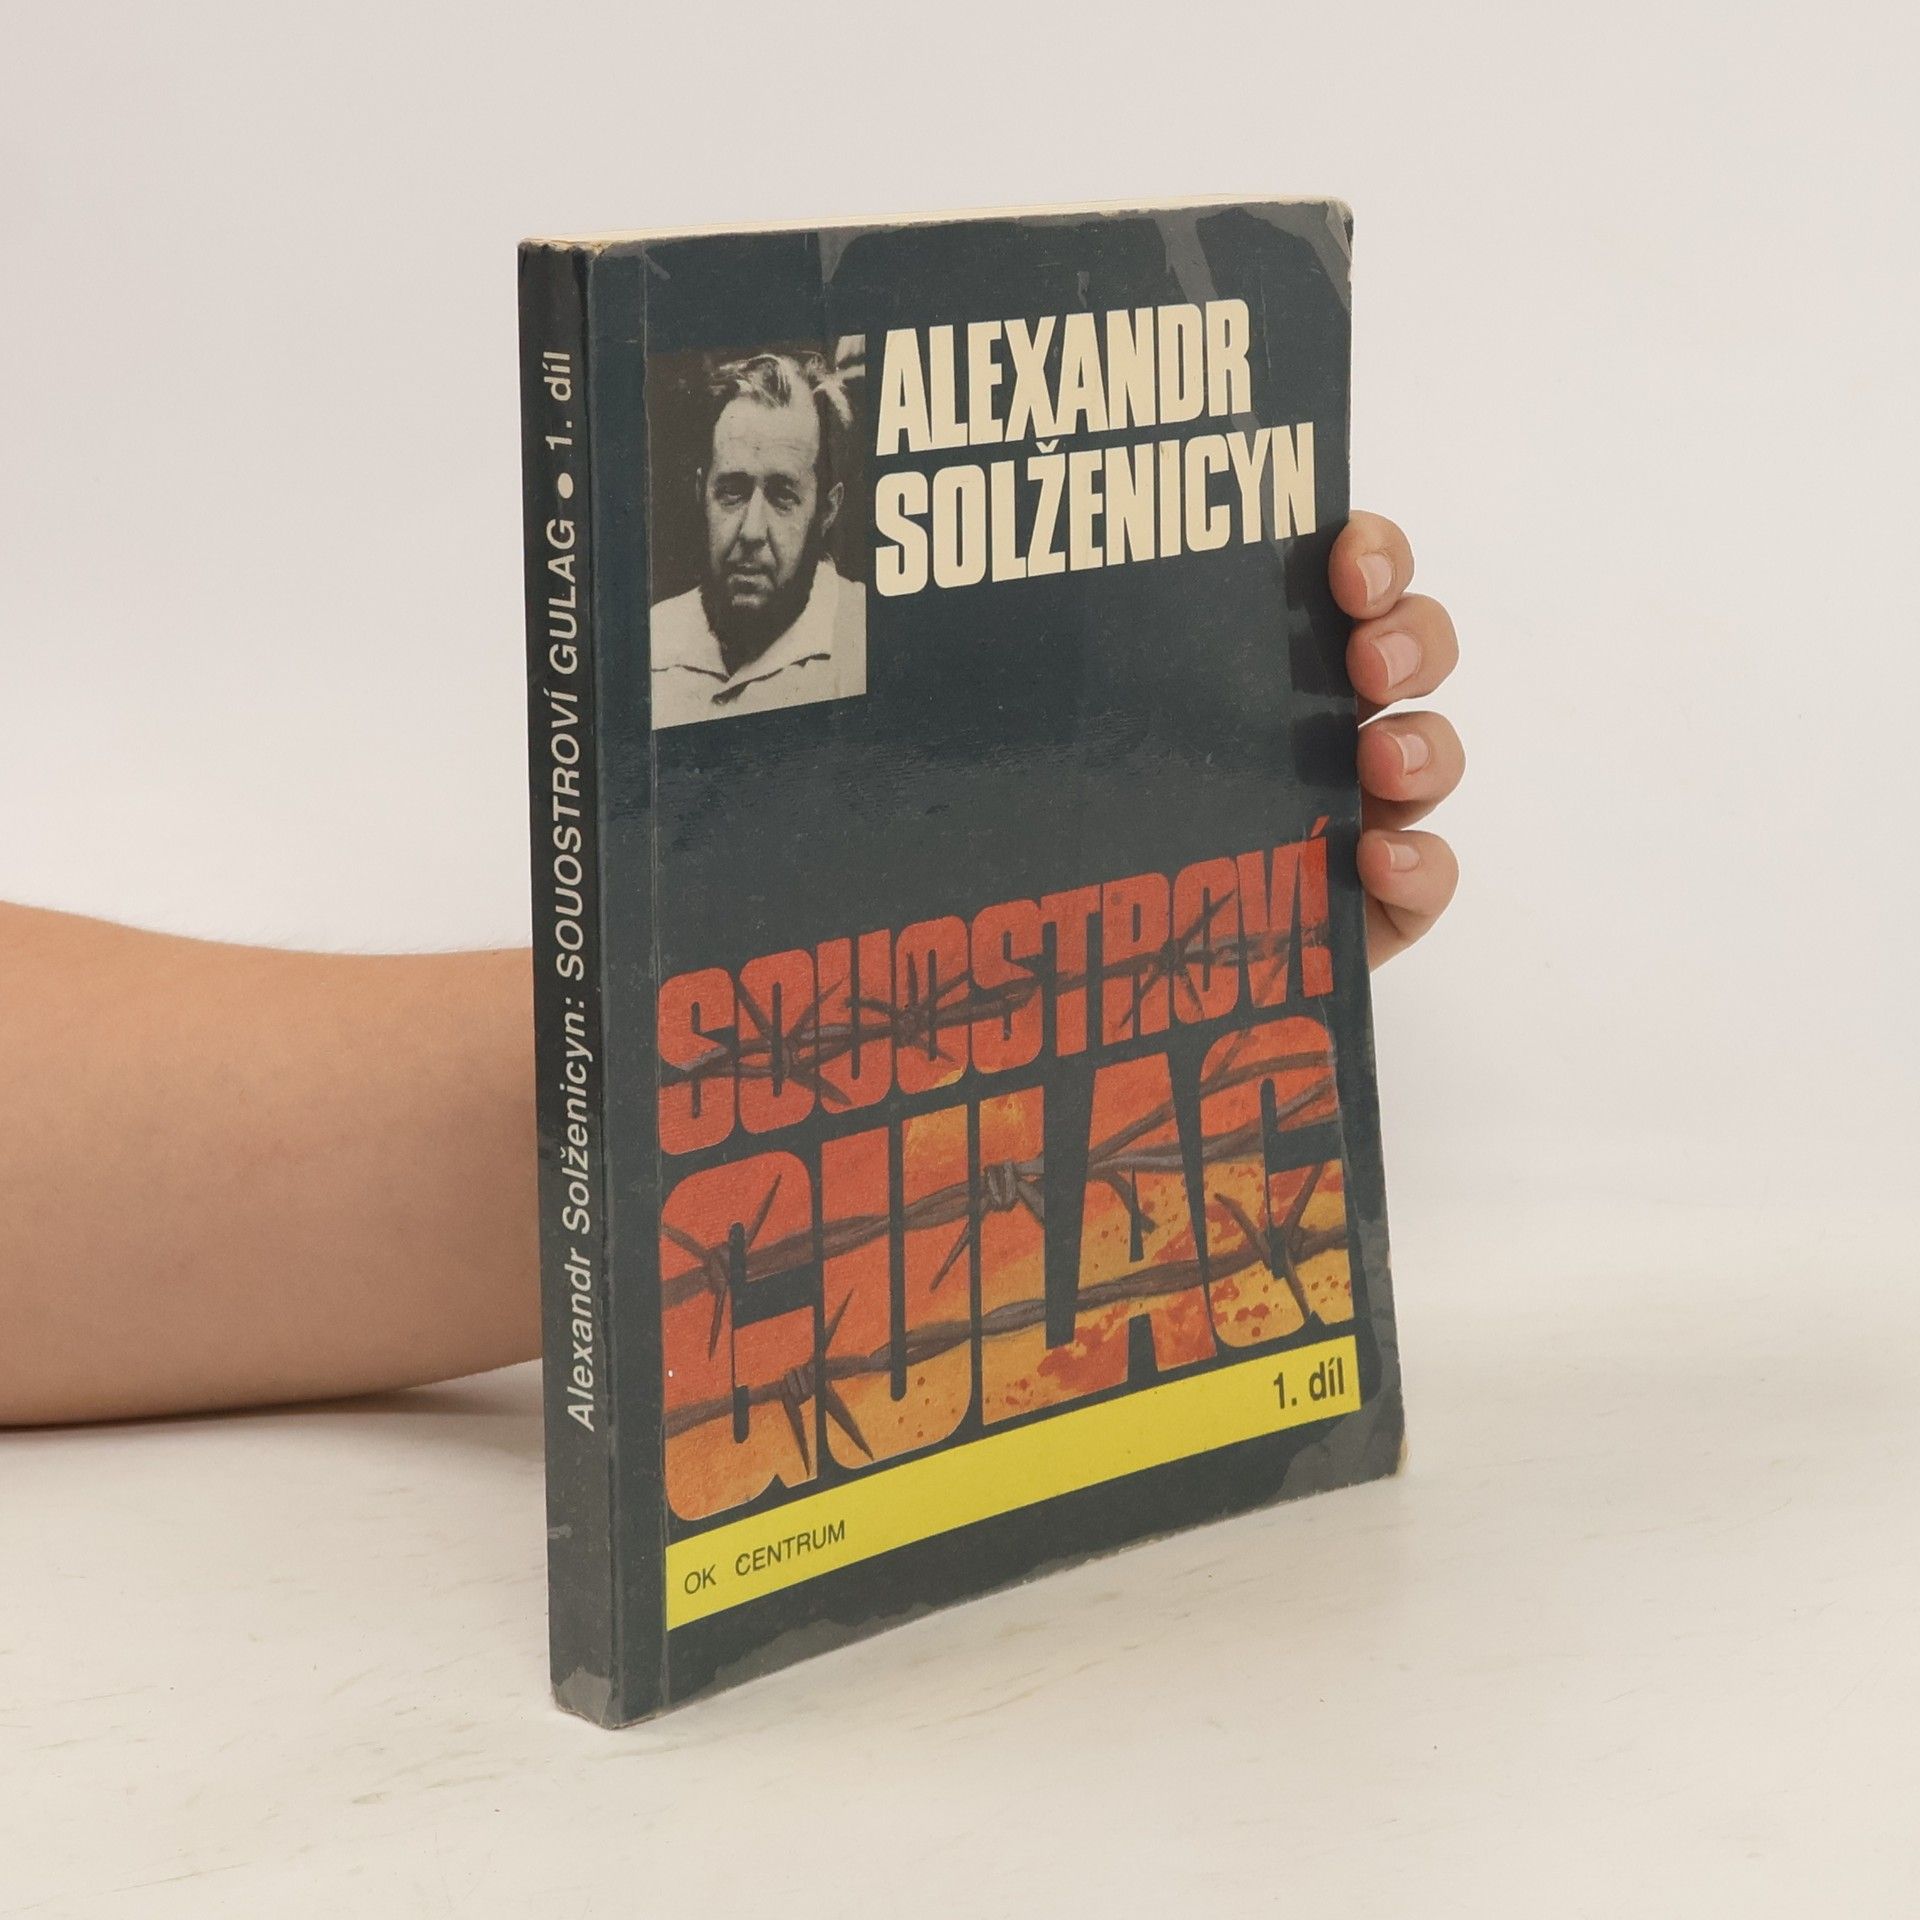 Alexandr Solženicyn: SOUOSTROVÍ GULAG • 1. díl
ALEXANDR
SOLŽENICYN
SOUOSTROVÍ
GULAG
1. díl
OK CENTRUM